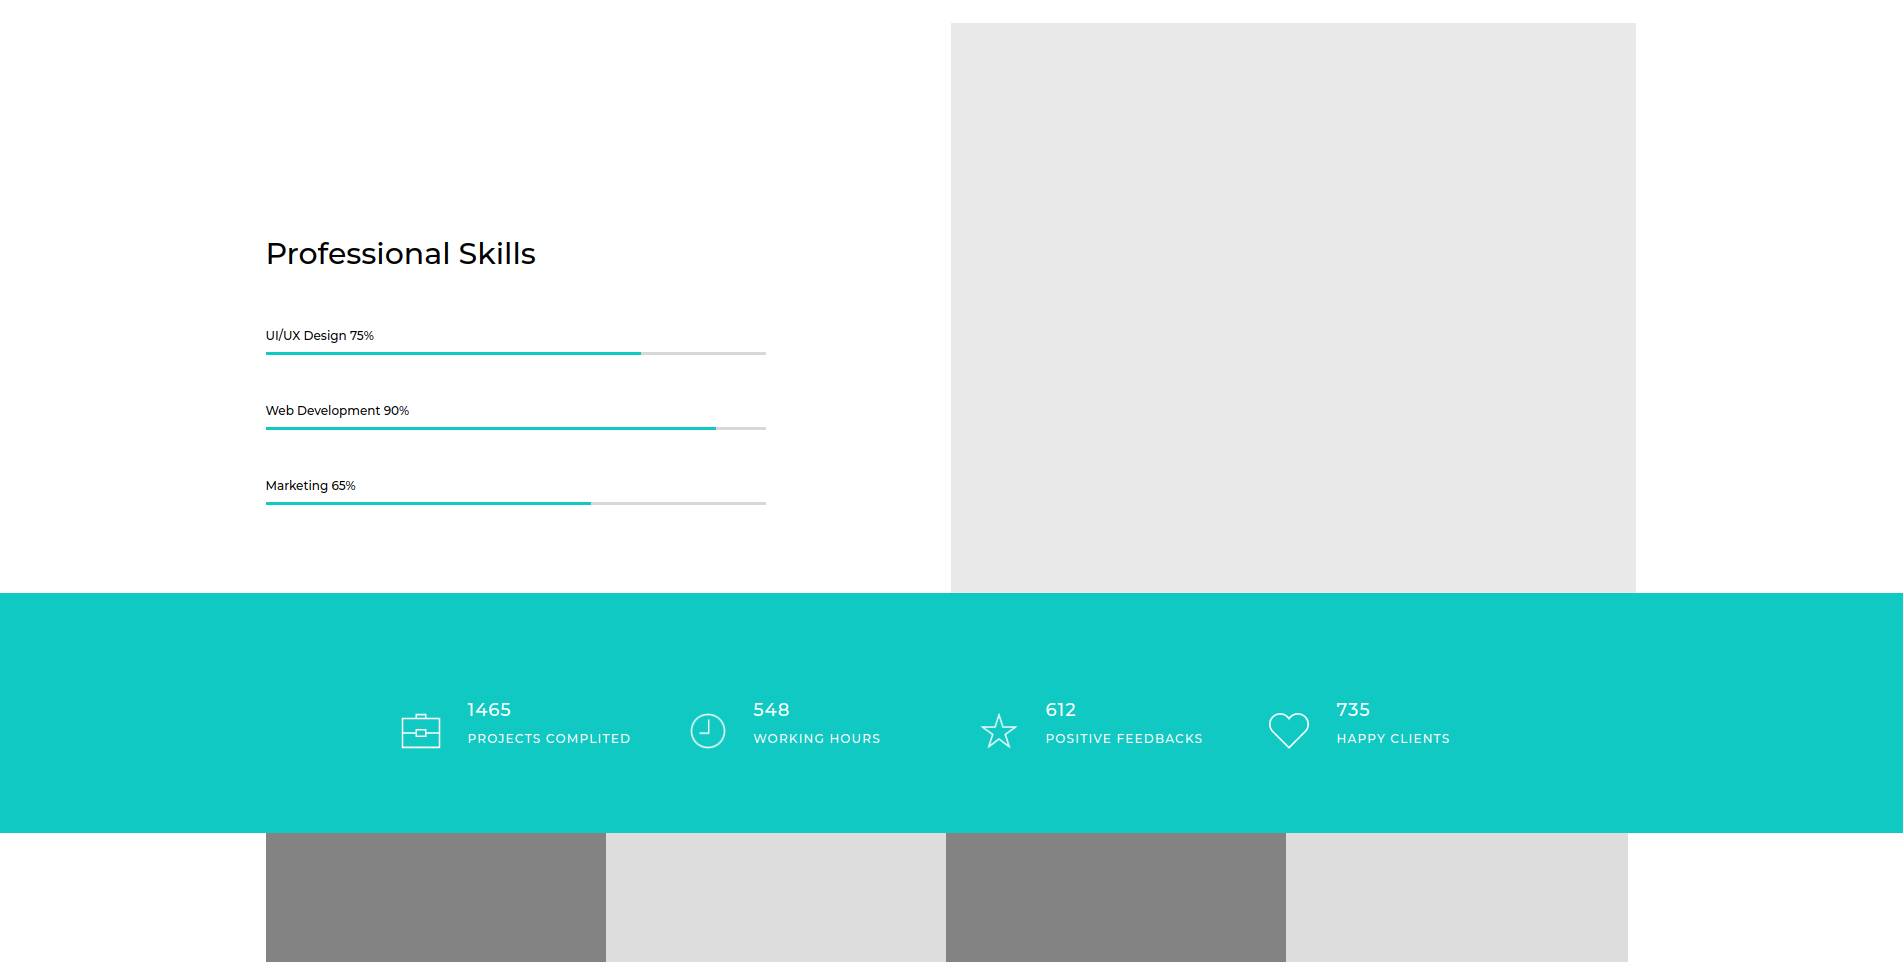 Professional Skills
UI/UX Design 75%
Web Development 90%
Marketing 65%
1465
PROJECTS COMPLITED
548
WORKING HOURS
612
POSITIVE FEEDBACKS
735
HAPPY CLIENTS